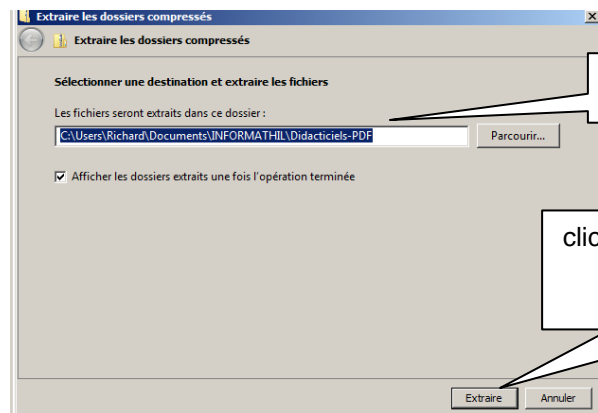 Extraire les dossiers compressés
Extraire les dossiers compressés
Sélectionner une destination et extraire les fichiers
Les fichiers seront extraits dans ce dossier :
C:\Users\Richard\Documents\INFORMATHIL\Didacticiels-PDF
Parcourir...
Afficher les dossiers extraits une fois l'opération terminée
clic
Extraire
Annuler